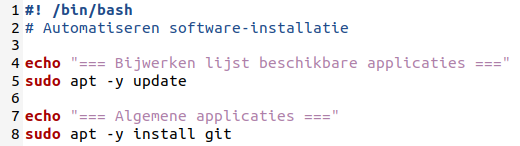 1 #! /bin/bash
2 # Automatiseren software-installatie
3
4 echo "=== Bijwerken lijst beschikbare applicaties ==="
5 sudo apt -y update
6
7 echo "=== Algemene applicaties ==="
8 sudo apt -y install git